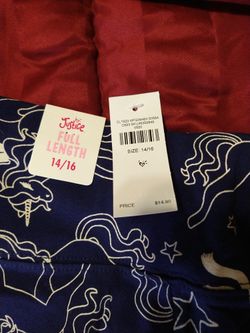 Justice
FULL
LENGTH
14/16
SIZE: 14/16
PRICE
$14.90